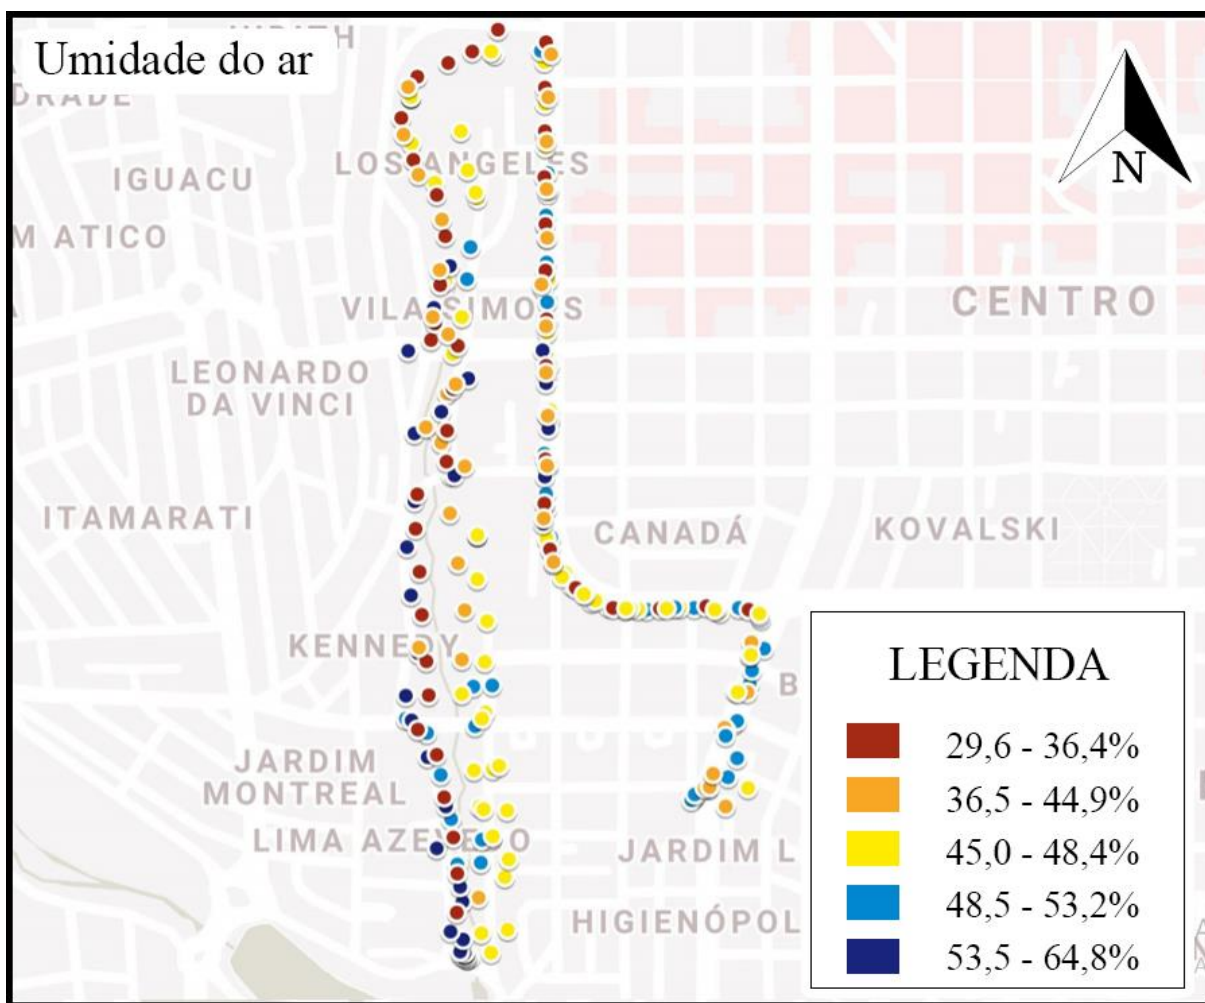 Umidade do ar
N
LOS ANGELES
IGUACU
M ATICO
VILA SIMOES
CENTRO
LEONARDO
DA VINCI
ITAMARATI
CANADÁ
KOVALSKI
KENNEDY
B
JARDIM
MONTREAL
LIMA AZEVEDO
JARDIM L
HIGIENÓPOL
LEGENDA
29,6 - 36,4%
36,5 - 44,9%
45,0 - 48,4%
48,5 - 53,2%
53,5 - 64,8%